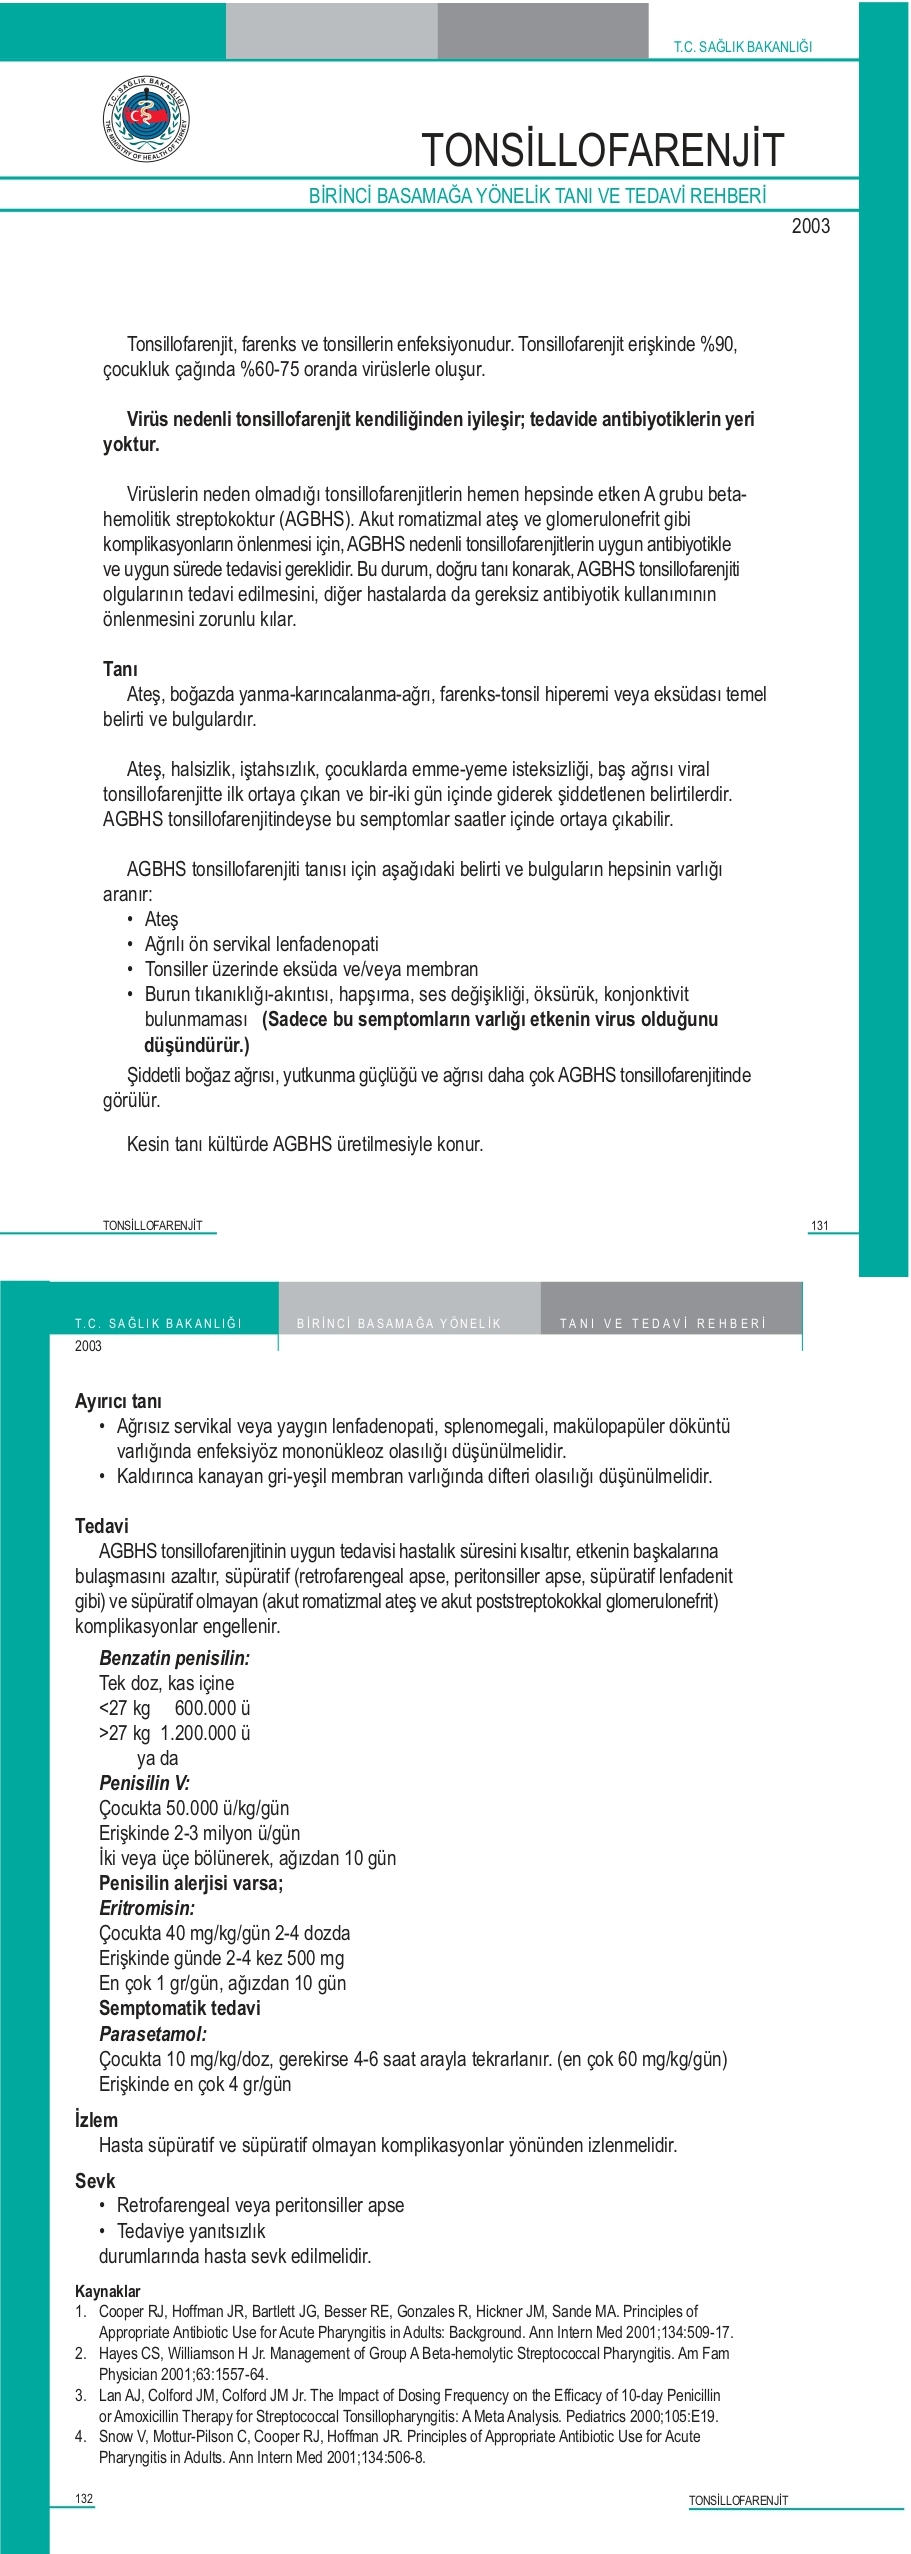 T.C. SAĞLIK BAKANLIĞI
T.C. SAĞLIK BAKANLIĞI
THE MINISTRY OF HEALTH OF TURKEY
TONSİLLOFARENJİT
BİRİNCİ BASAMAĞA YÖNELİK TANI VE TEDAVİ REHBERİ
2003
Tonsillofarenjit, farenks ve tonsillerin enfeksiyonudur. Tonsillofarenjit erişkinde %90,
çocukluk çağında %60-75 oranda virüslerle oluşur.
Virüs nedenli tonsillofarenjit kendiliğinden iyileşir; tedavide antibiyotiklerin yeri
yoktur.
Virüslerin neden olmadığı tonsillofarenjitlerin hemen hepsinde etken A grubu beta-
hemolitik streptokoktur (AGBHS). Akut romatizmal ateş ve glomerulonefrit gibi
komplikasyonların önlenmesi için, AGBHS nedenli tonsillofarenjitlerin uygun antibiyotikle
ve uygun sürede tedavisi gereklidir. Bu durum, doğru tanı konarak, AGBHS tonsillofarenjiti
olgularının tedavi edilmesini, diğer hastalarda da gereksiz antibiyotik kullanımının
önlenmesini zorunlu kılar.
Tanı
Ateş, boğazda yanma-karıncalanma-ağrı, farenks-tonsil hiperemi veya eksüdası temel
belirti ve bulgulardır.
Ateş, halsizlik, iştahsızlık, çocuklarda emme-yeme isteksizliği, baş ağrısı viral
tonsillofarenjitte ilk ortaya çıkan ve bir-iki gün içinde giderek şiddetlenen belirtilerdir.
AGBHS tonsillofarenjitindeyse bu semptomlar saatler içinde ortaya çıkabilir.
AGBHS tonsillofarenjiti tanısı için aşağıdaki belirti ve bulguların hepsinin varlığı
aranır:
• Ateş
• Ağrılı ön servikal lenfadenopati
• Tonsiller üzerinde eksüda ve/veya membran
• Burun tıkanıklığı-akıntısı, hapşırma, ses değişikliği, öksürük, konjonktivit
bulunmaması (Sadece bu semptomların varlığı etkenin virus olduğunu
düşündürür.)
Şiddetli boğaz ağrısı, yutkunma güçlüğü ve ağrısı daha çok AGBHS tonsillofarenjitinde
görülür.
Kesin tanı kültürde AGBHS üretilmesiyle konur.
TONSİLLOFARENJİT
131
T.C. SAĞLIK BAKANLIĞI
BİRİNCİ BASAMAĞA YÖNELİK
TANI VE TEDAVİ REHBERİ
2003
Ayırıcı tanı
• Ağrısız servikal veya yaygın lenfadenopati, splenomegali, makülopapüler döküntü
varlığında enfeksiyöz mononükleoz olasılığı düşünülmelidir.
• Kaldırınca kanayan gri-yeşil membran varlığında difteri olasılığı düşünülmelidir.
Tedavi
AGBHS tonsillofarenjitinin uygun tedavisi hastalık süresini kısaltır, etkenin başkalarına
bulaşmasını azaltır, süpüratif (retrofarengeal apse, peritonsiller apse, süpüratif lenfadenit
gibi) ve süpüratif olmayan (akut romatizmal ateş ve akut poststreptokokkal glomerulonefrit)
komplikasyonlar engellenir.
Benzatin penisilin:
Tek doz, kas içine
<27 kg 600.000 ü
>27 kg 1.200.000 ü
ya da
Penisilin V:
Çocukta 50.000 ü/kg/gün
Erişkinde 2-3 milyon ü/gün
İki veya üçe bölünerek, ağızdan 10 gün
Penisilin alerjisi varsa;
Eritromisin:
Çocukta 40 mg/kg/gün 2-4 dozda
Erişkinde günde 2-4 kez 500 mg
En çok 1 gr/gün, ağızdan 10 gün
Semptomatik tedavi
Parasetamol:
Çocukta 10 mg/kg/doz, gerekirse 4-6 saat arayla tekrarlanır. (en çok 60 mg/kg/gün)
Erişkinde en çok 4 gr/gün
İzlem
Hasta süpüratif ve süpüratif olmayan komplikasyonlar yönünden izlenmelidir.
Sevk
• Retrofarengeal veya peritonsiller apse
• Tedaviye yanıtsızlık
durumlarında hasta sevk edilmelidir.
Kaynaklar
1. Cooper RJ, Hoffman JR, Bartlett JG, Besser RE, Gonzales R, Hickner JM, Sande MA. Principles of
Appropriate Antibiotic Use for Acute Pharyngitis in Adults: Background. Ann Intern Med 2001;134:509-17.
2. Hayes CS, Williamson H Jr. Management of Group A Beta-hemolytic Streptococcal Pharyngitis. Am Fam
Physician 2001;63:1557-64.
3. Lan AJ, Colford JM, Colford JM Jr. The Impact of Dosing Frequency on the Efficacy of 10-day Penicillin
or Amoxicillin Therapy for Streptococcal Tonsillopharyngitis: A Meta Analysis. Pediatrics 2000;105:E19.
4. Snow V, Mottur-Pilson C, Cooper RJ, Hoffman JR. Principles of Appropriate Antibiotic Use for Acute
Pharyngitis in Adults. Ann Intern Med 2001;134:506-8.
132
TONSİLLOFARENJİT